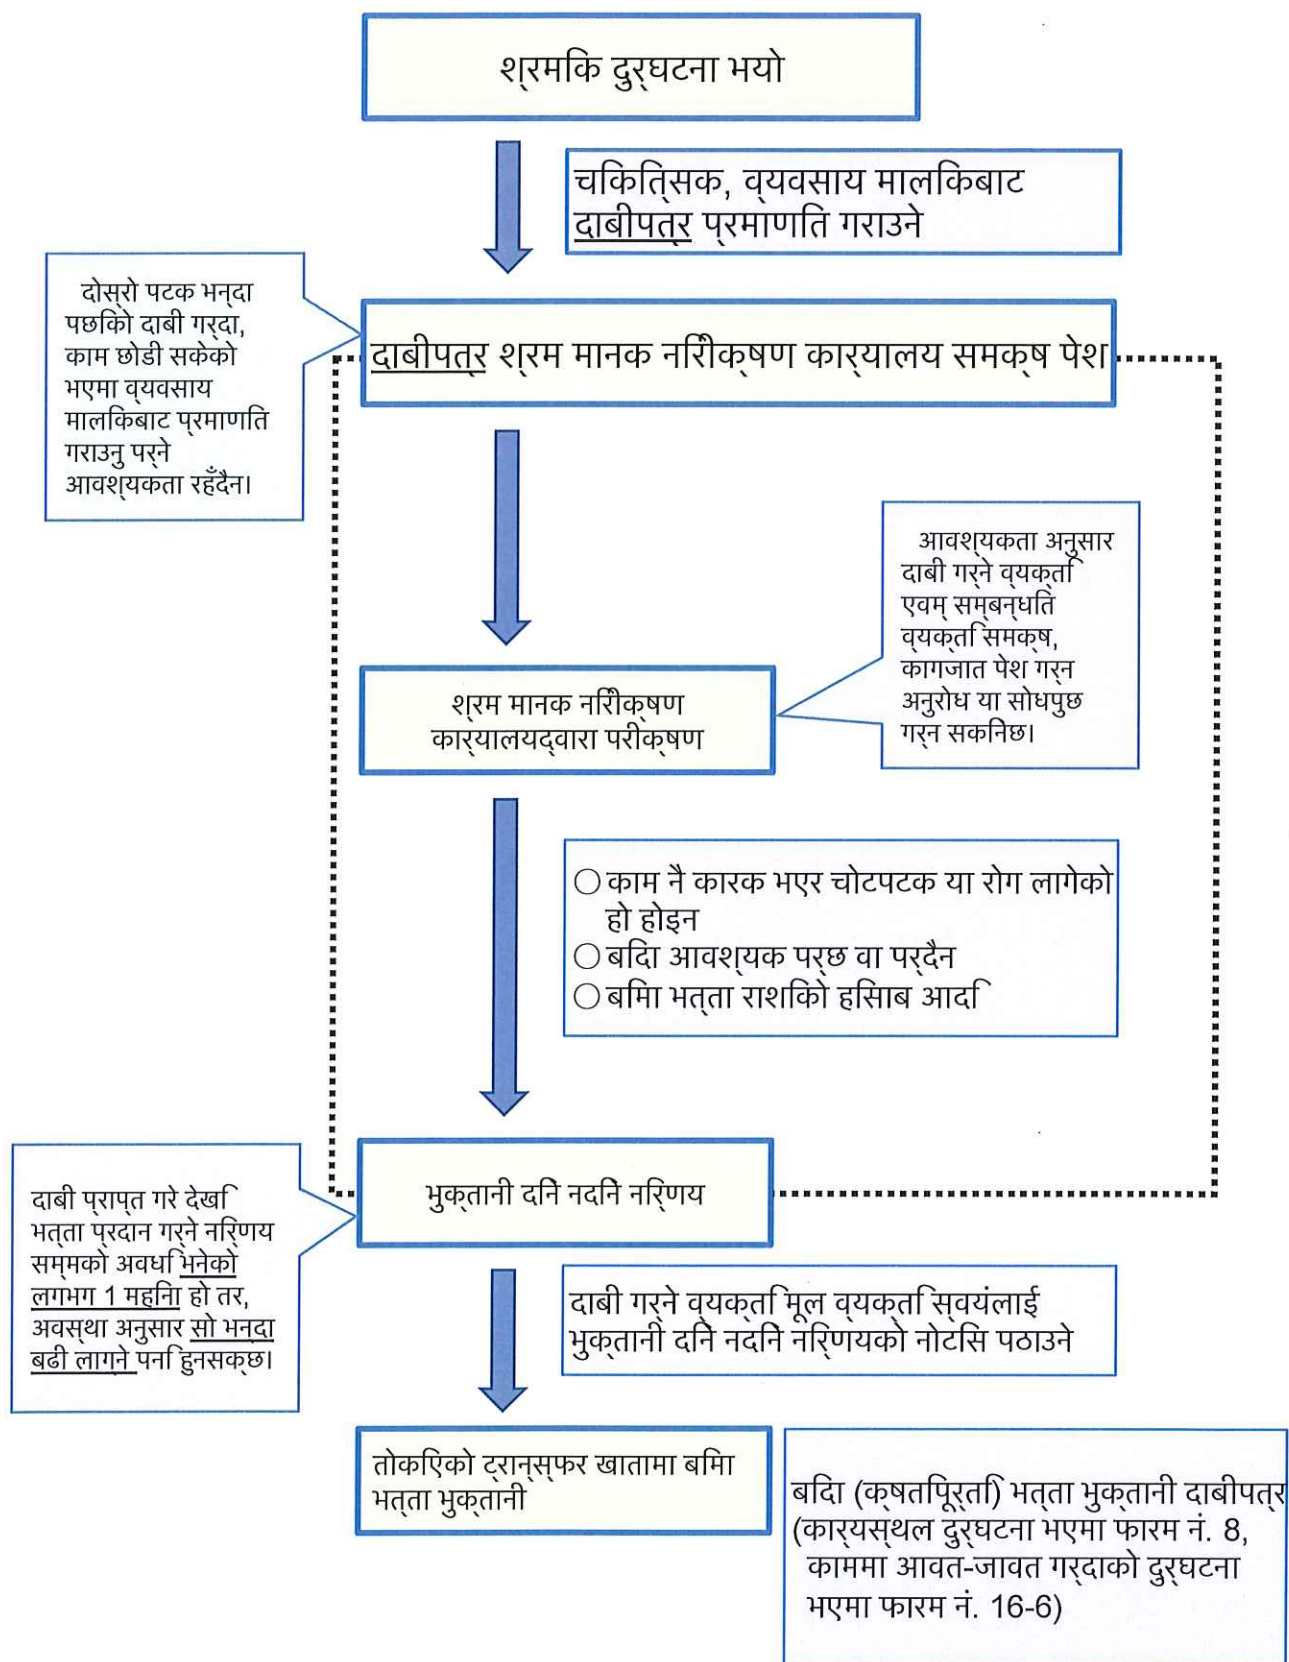 श्रमिक दुर्घटना भयो
चिकित्सक, व्यवसाय मालिकबाट
दाबीपत्र प्रमाणित गराउने
दोस्रो पटक भन्दा
पछिको दाबी गर्दा,
काम छोडी सकेको
भएमा व्यवसाय
मालिकबाट प्रमाणित
गराउनु पर्ने
आवश्यकता रहँदैन।
दाबीपत्र श्रम मानक निरीक्षण कार्यालय समक्ष पेश
आवश्यकता अनुसार
दाबी गर्ने व्यक्ति
एवम् सम्बन्धित
व्यक्ति समक्ष,
कागजात पेश गर्न
अनुरोध या सोधपुछ
गर्न सकिनेछ।
श्रम मानक निरीक्षण
कार्यालयद्वारा परीक्षण
○ काम नै कारक भएर चोटपटक या रोग लागेको
हो होइन
○ बिदा आवश्यक पर्छ वा पर्दैन
○ बिमा भत्ता राशिको हिसाब आदि
भुक्तानी दिने नदिने निर्णय
दाबी प्राप्त गरे देखि
भत्ता प्रदान गर्ने निर्णय
सम्मको अवधि भनेको
लगभग 1 महिना हो तर,
अवस्था अनुसार सो भन्दा
बढी लाग्ने पनि हुनसक्छ।
दाबी गर्ने व्यक्ति मूल व्यक्ति स्वयंलाई
भुक्तानी दिने नदिने निर्णयको नोटिस पठाउने
तोकिएको ट्रान्स्फर खातामा बिमा
भत्ता भुक्तानी
बिदा (क्षतिपूर्ति) भत्ता भुक्तानी दाबीपत्र
(कार्यस्थल दुर्घटना भएमा फारम नं. 8,
काममा आवत-जावत गर्दाको दुर्घटना
भएमा फारम नं. 16-6)